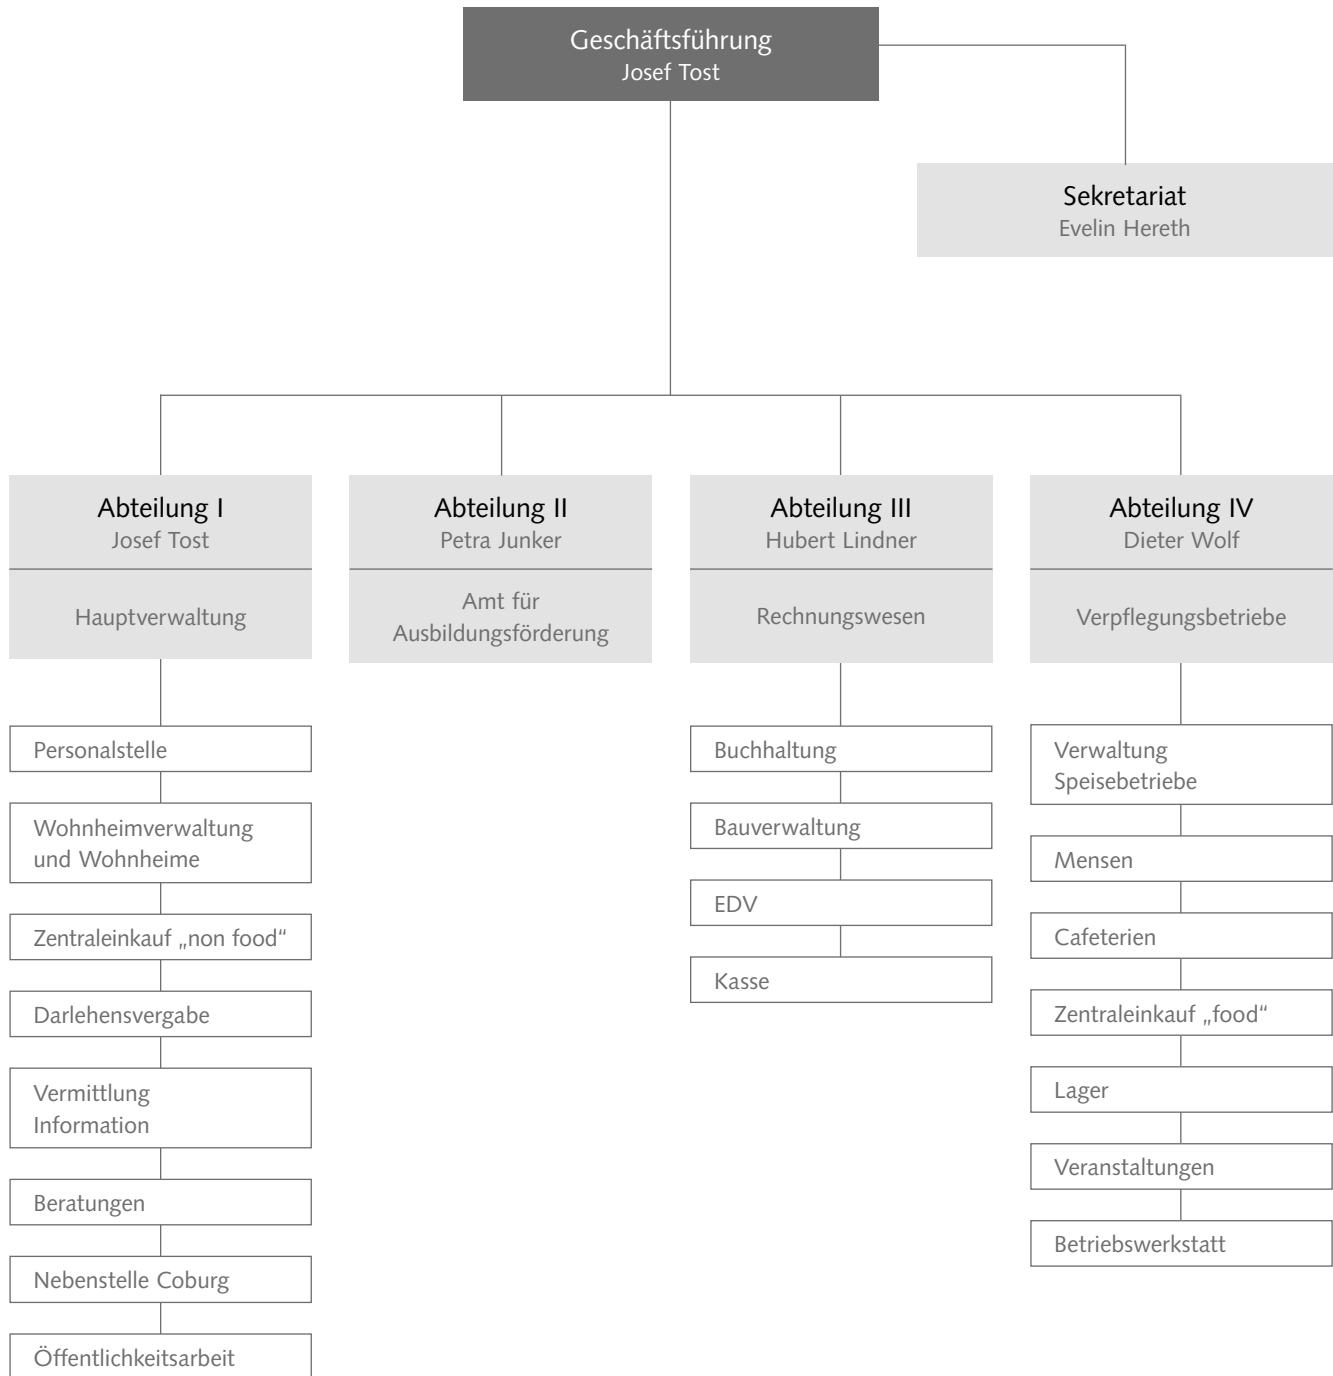 Geschäftsführung
Josef Tost
Sekretariat
Evelin Hereth
Abteilung I
Josef Tost
Hauptverwaltung
Personalstelle
Wohnheimverwaltung
und Wohnheime
Zentraleinkauf „non food“
Darlehensvergabe
Vermittlung
Information
Beratungen
Nebenstelle Coburg
Öffentlichkeitsarbeit
Abteilung II
Petra Junker
Amt für
Ausbildungsförderung
Abteilung III
Hubert Lindner
Rechnungswesen
Buchhaltung
Bauverwaltung
EDV
Kasse
Abteilung IV
Dieter Wolf
Verpflegungsbetriebe
Verwaltung
Speisebetriebe
Mensen
Cafeterien
Zentraleinkauf „food“
Lager
Veranstaltungen
Betriebswerkstatt